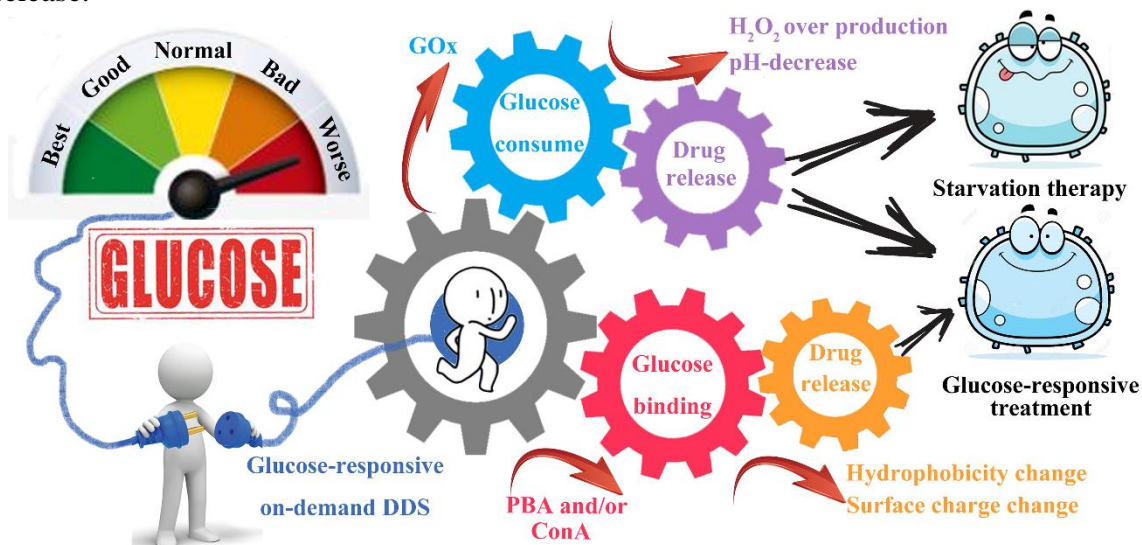 release.
Best
Good
Normal
Bad
Worse
GLUCOSE
Glucose-responsive
on-demand DDS
GOx
Glucose
consume
H₂O₂ over production
pH-decrease
Drug
release
Starvation therapy
Glucose
binding
PBA and/or
ConA
Drug
release
Hydrophobicity change
Surface charge change
Glucose-responsive
treatment